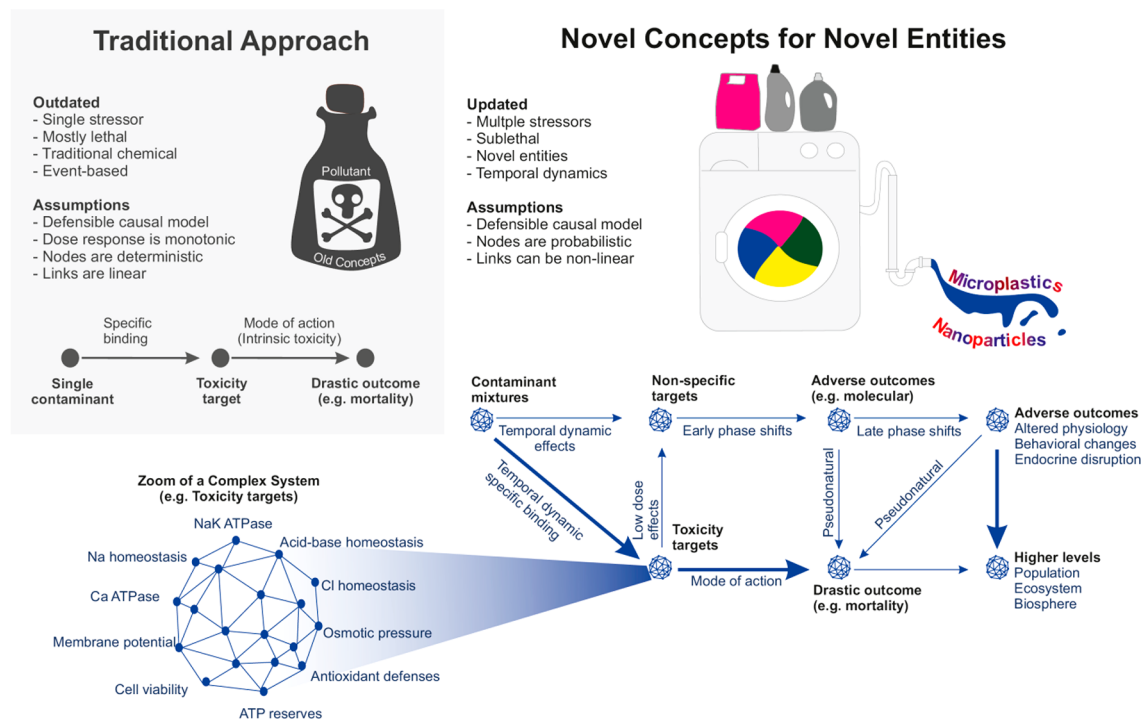 Traditional Approach
Outdated
- Single stressor
- Mostly lethal
- Traditional chemical
- Event-based
Assumptions
- Defensible causal model
- Dose response is monotonic
- Nodes are deterministic
- Links are linear
Pollutant
Old Concepts
Specific
binding
Mode of action
(Intrinsic toxicity)
Single
contaminant
Toxicity
target
Drastic outcome
(e.g. mortality)
Novel Concepts for Novel Entities
Updated
- Multple stressors
- Sublethal
- Novel entities
- Temporal dynamics
Assumptions
- Defensible causal model
- Nodes are probabilistic
- Links can be non-linear
Microplastics
Nanoparticles
Contaminant
mixtures
Temporal dynamic
effects
Non-specific
targets
Early phase shifts
Adverse outcomes
(e.g. molecular)
Late phase shifts
Adverse outcomes
Altered physiology
Behavioral changes
Endocrine disruption
Temporal dynamic
specific binding
Low dose
effects
Pseudonatural
Pseudonatural
Toxicity
targets
Mode of action
Drastic outcome
(e.g. mortality)
Higher levels
Population
Ecosystem
Biosphere
Zoom of a Complex System
(e.g. Toxicity targets)
NaK ATPase
Acid-base homeostasis
Na homeostasis
Cl homeostasis
Ca ATPase
Osmotic pressure
Membrane potential
Antioxidant defenses
Cell viability
ATP reserves